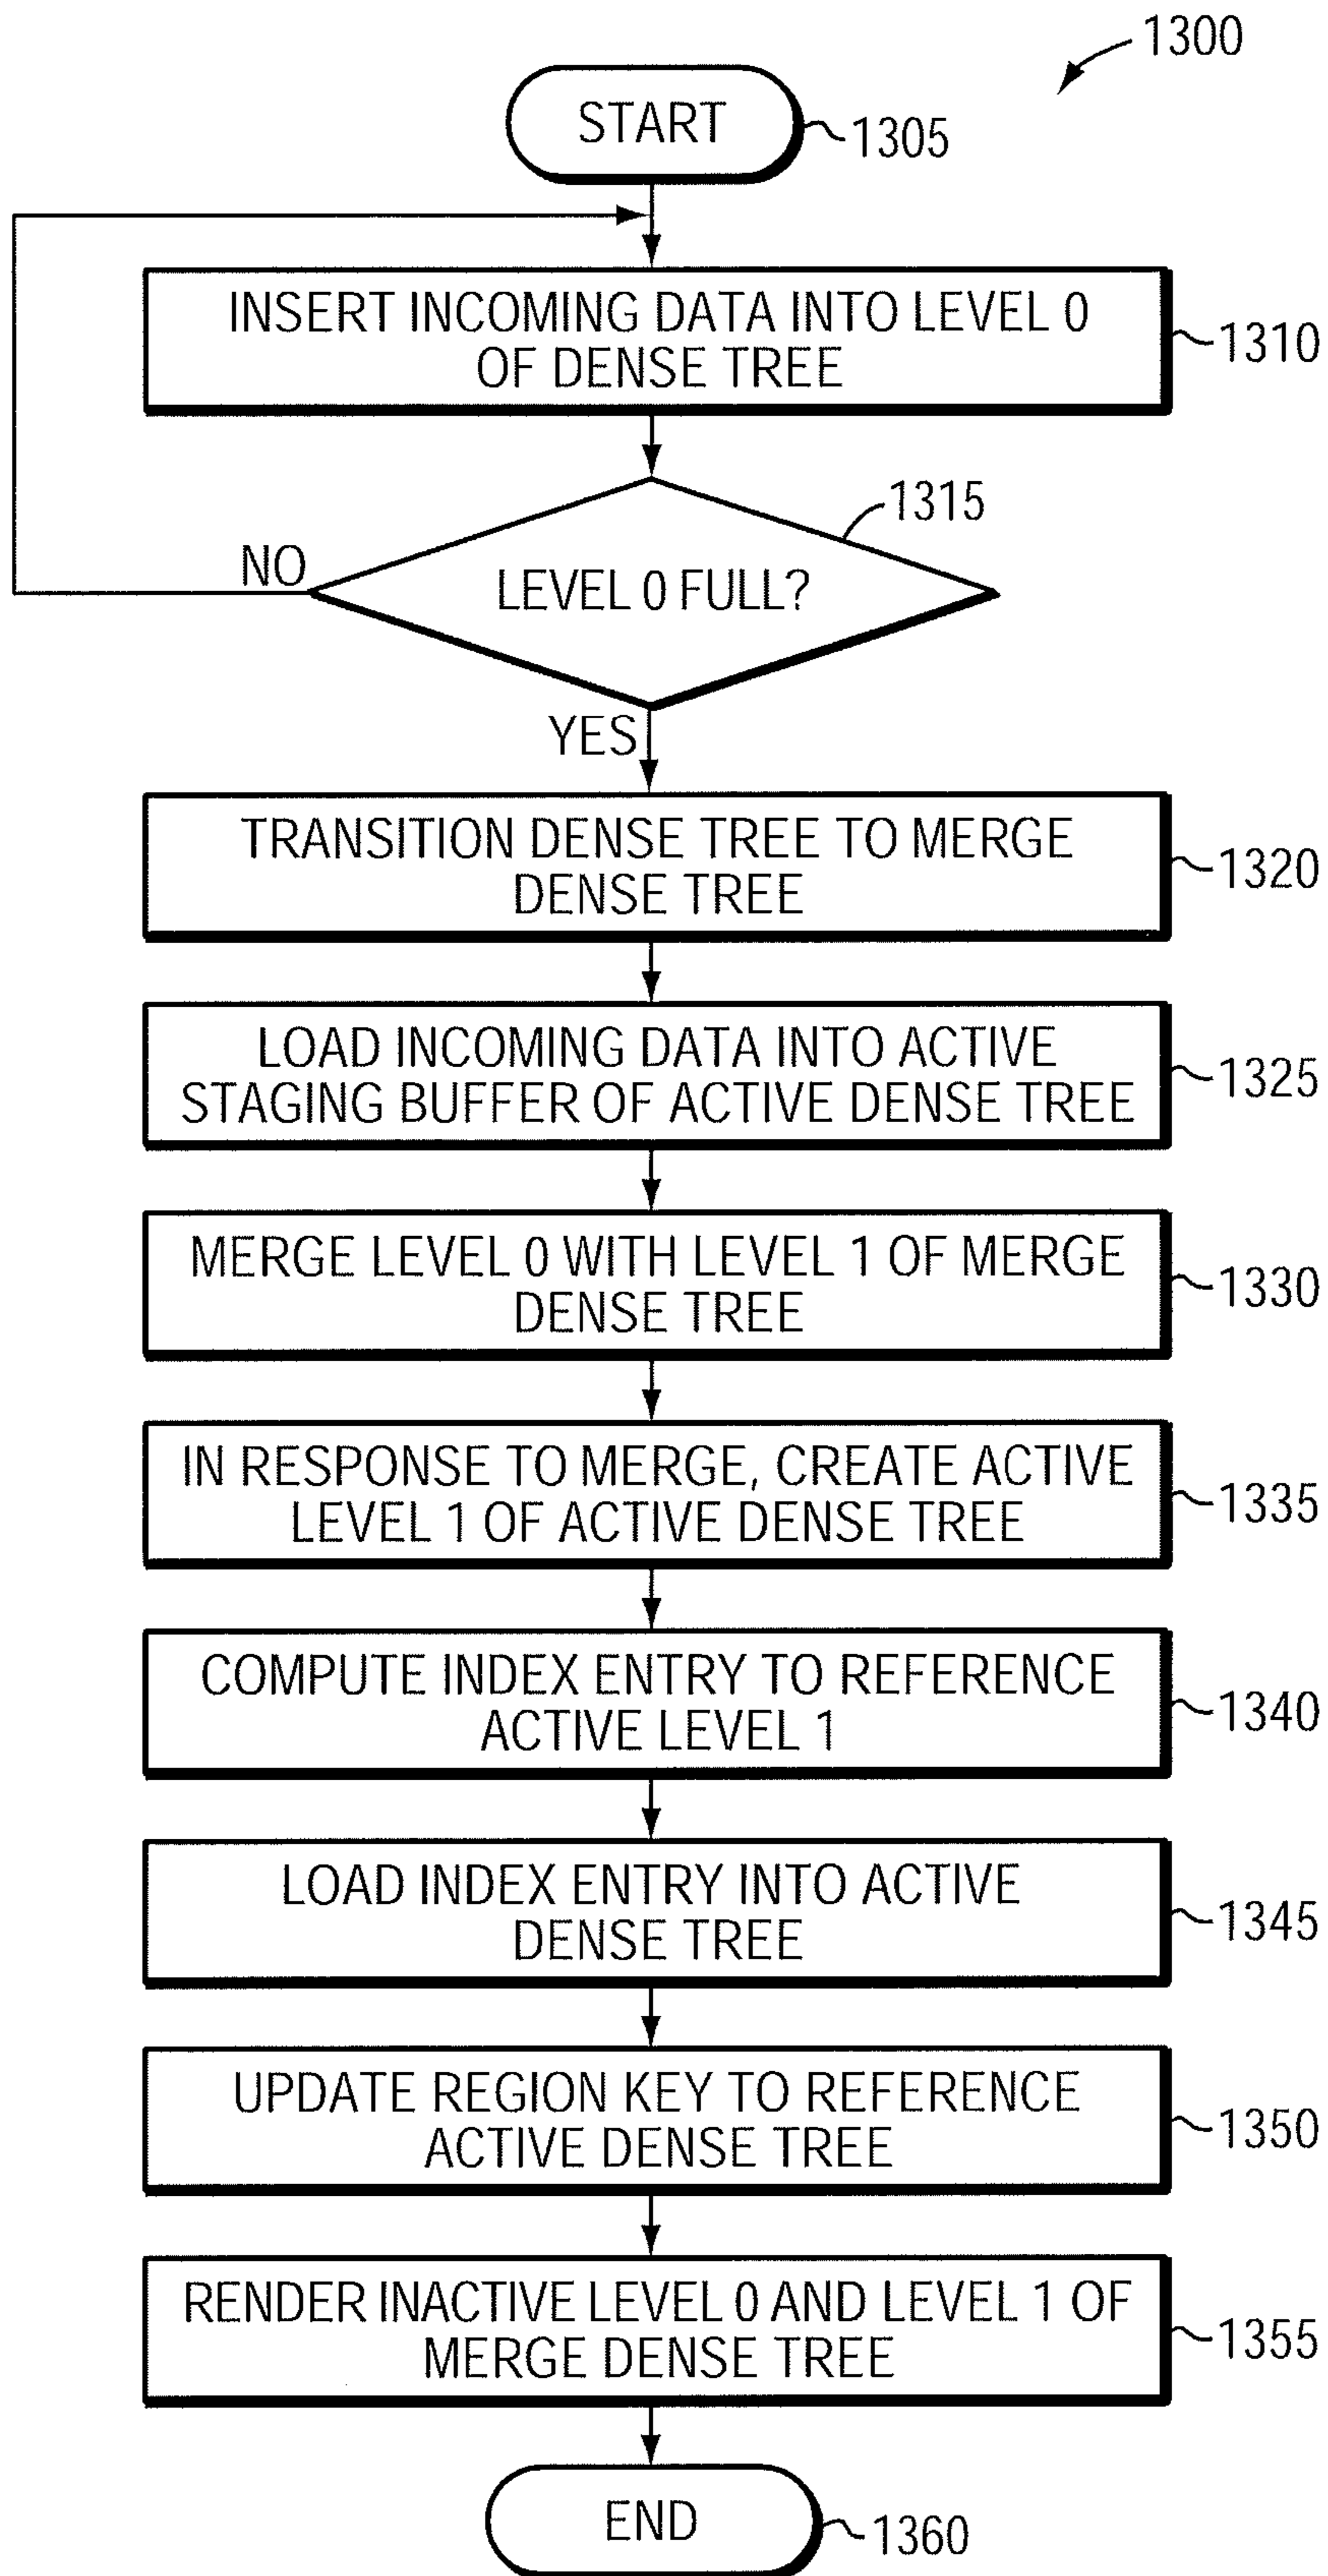 1300
START
1305
INSERT INCOMING DATA INTO LEVEL 0
OF DENSE TREE
1310
1315
LEVEL 0 FULL?
NO
YES
TRANSITION DENSE TREE TO MERGE
DENSE TREE
1320
LOAD INCOMING DATA INTO ACTIVE
STAGING BUFFER OF ACTIVE DENSE TREE
1325
MERGE LEVEL 0 WITH LEVEL 1 OF MERGE
DENSE TREE
1330
IN RESPONSE TO MERGE, CREATE ACTIVE
LEVEL 1 OF ACTIVE DENSE TREE
1335
COMPUTE INDEX ENTRY TO REFERENCE
ACTIVE LEVEL 1
1340
LOAD INDEX ENTRY INTO ACTIVE
DENSE TREE
1345
UPDATE REGION KEY TO REFERENCE
ACTIVE DENSE TREE
1350
RENDER INACTIVE LEVEL 0 AND LEVEL 1 OF
MERGE DENSE TREE
1355
END
1360